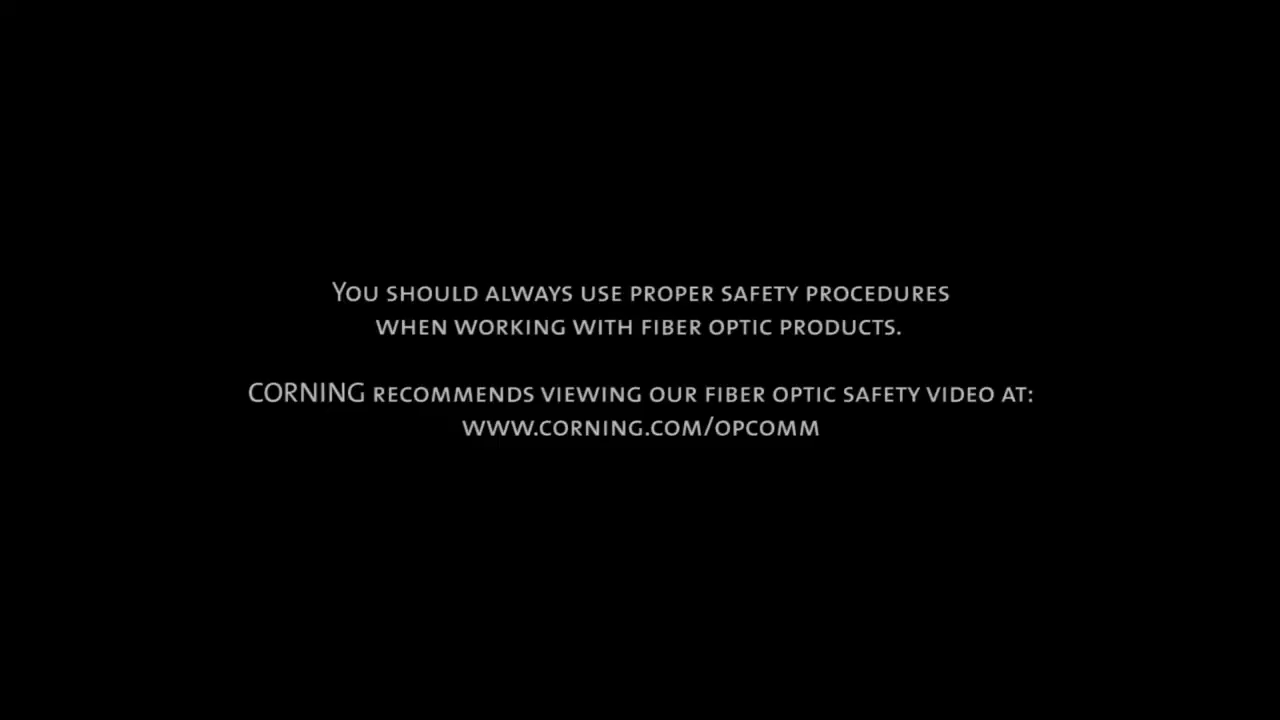 You should always use proper safety procedures
when working with fiber optic products.
CORNING recommends viewing our fiber optic safety video at:
www.corning.com/opcomm